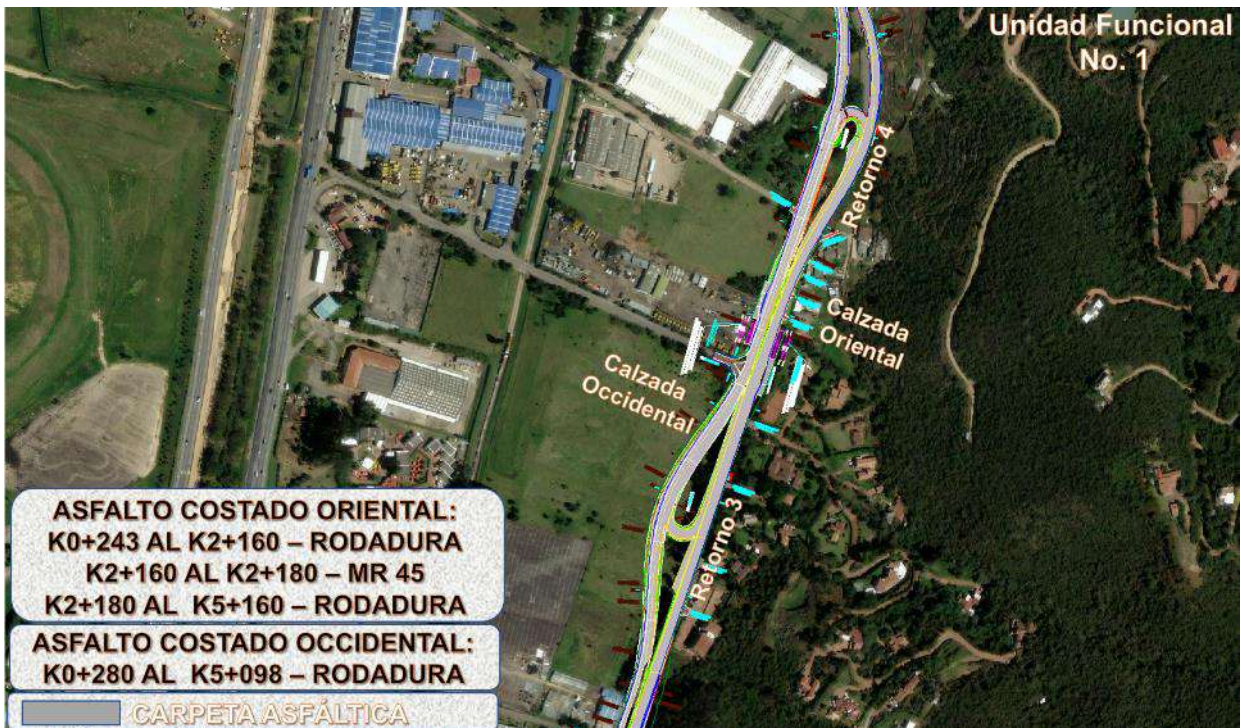 Unidad Funcional
No. 1
Retorno 4
Calzada
Oriental
Calzada
Occidental
Retorno 3
ASFALTO COSTADO ORIENTAL:
K0+243 AL K2+160 – RODADURA
K2+160 AL K2+180 – MR 45
K2+180 AL K5+160 – RODADURA
ASFALTO COSTADO OCCIDENTAL:
K0+280 AL K5+098 – RODADURA
CARPETA ASFÁLTICA